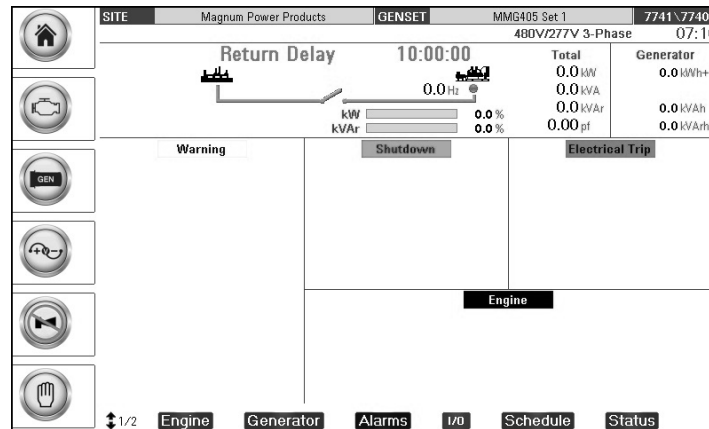 SITE Magnum Power Products GENSET MMG405 Set 1 7741\7740
480V/277V 3-Phase 07:1
Return Delay 10:00:00 Total Generator
0.0 kW 0.0 kWh+
0.0 Hz 0.0 kVA
kW 0.0 % 0.0 kVAr 0.0 kVAh
kVAr 0.0 % 0.00 pf 0.0 kVArh
Warning Shutdown Electrical Trip
GEN
Engine
1/2 Engine Generator Alarms I/O Schedule Status